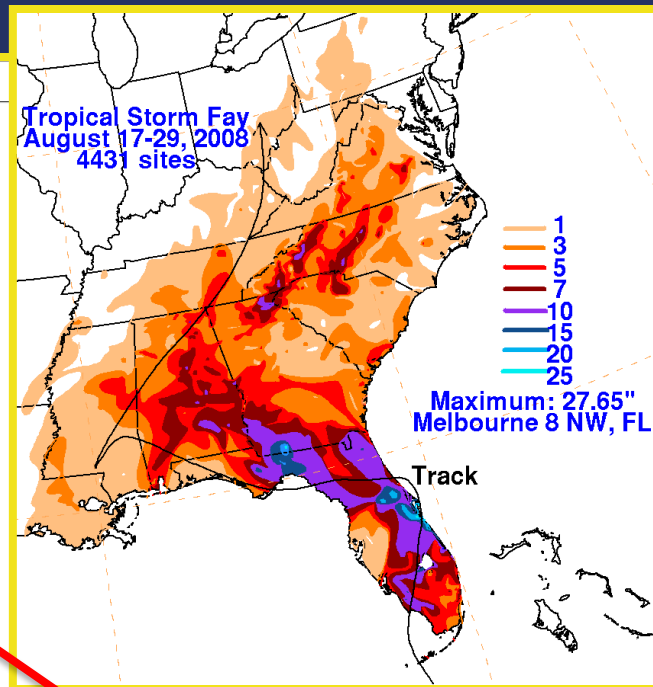 Tropical Storm Fay
August 17-29, 2008
4431 sites
1
3
5
7
10
15
20
25
Maximum: 27.65"
Melbourne 8 NW, FL
Track